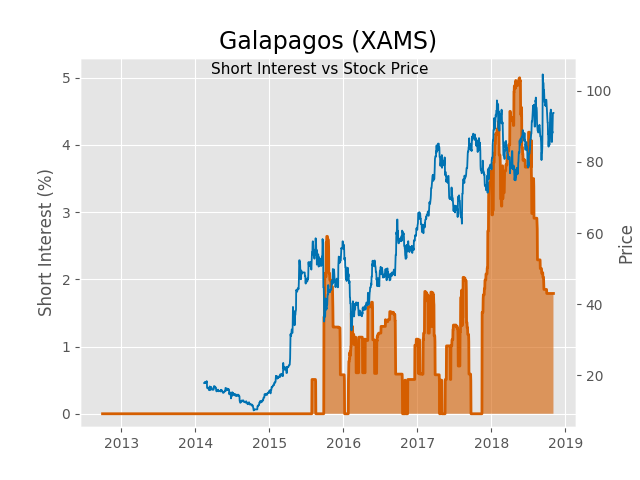 Galapagos (XAMS)
Short Interest vs Stock Price
Short Interest (%)
5
4
3
2
1
0
100
80
60
40
20
Price
2013 2014 2015 2016 2017 2018 2019